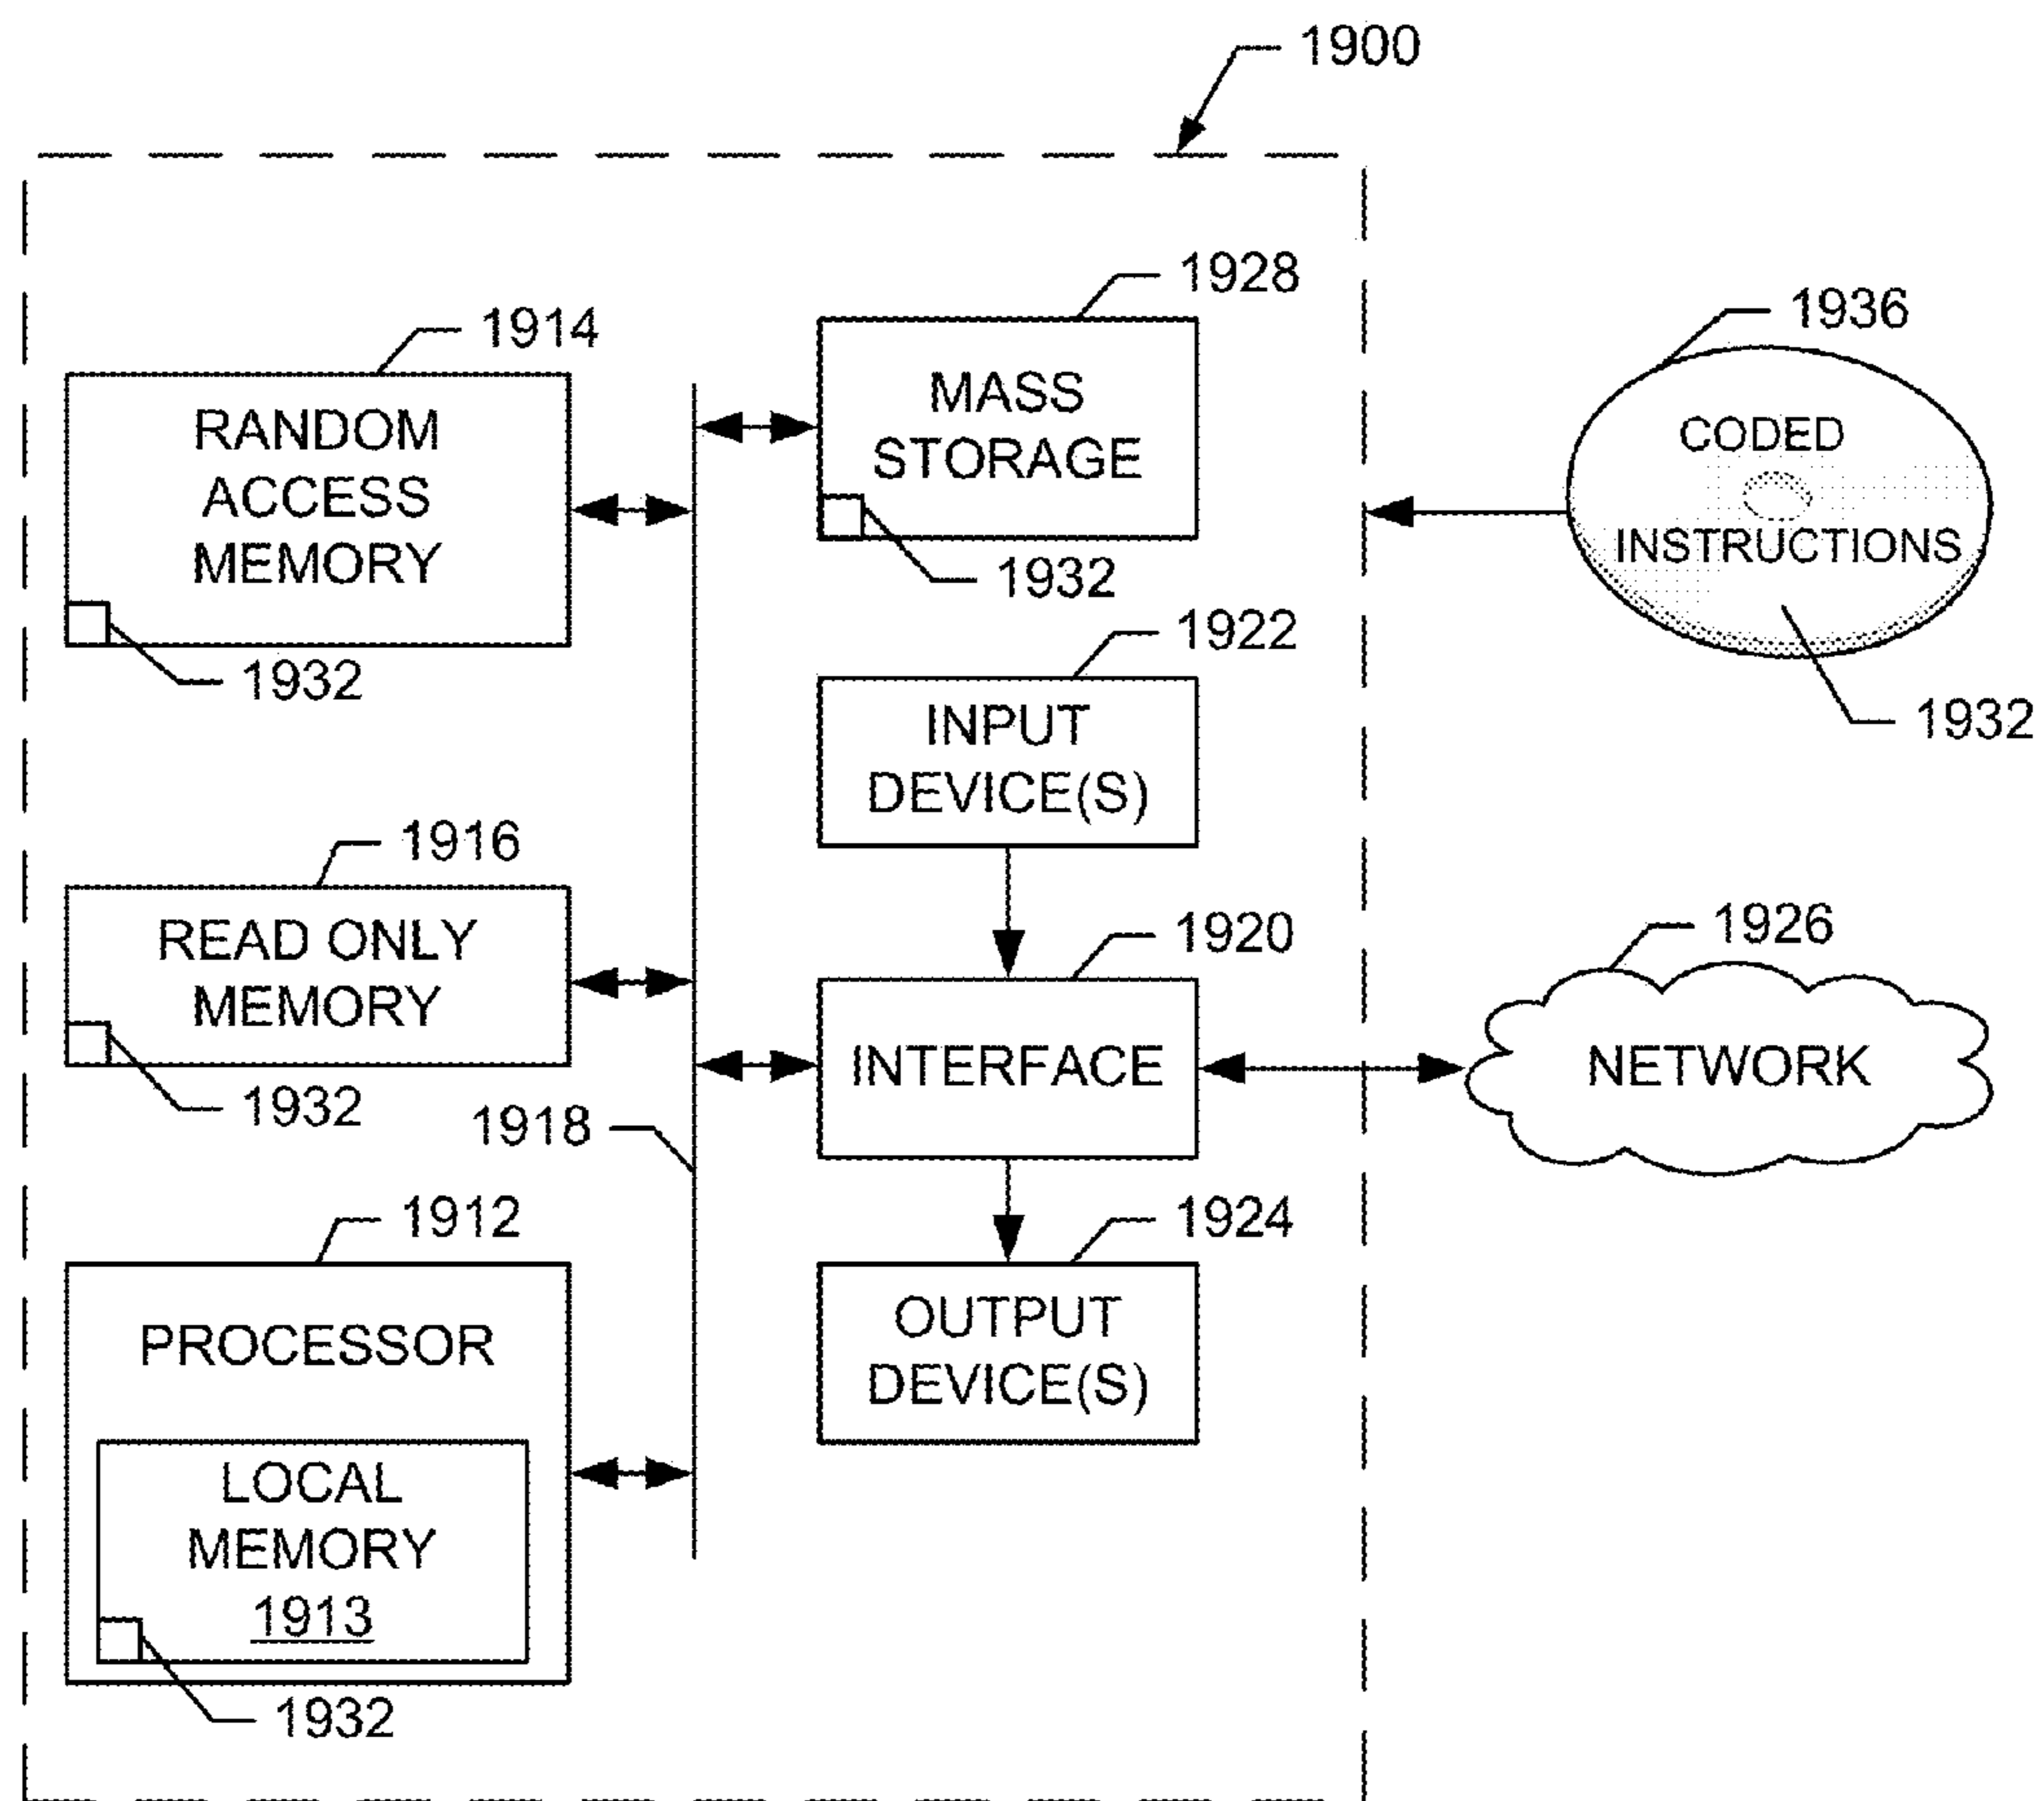 1900
1928
1914
1936
MASS
STORAGE
RANDOM
ACCESS
MEMORY
CODED
INSTRUCTIONS
1932
1932
1932
1922
INPUT
DEVICE(S)
1916
READ ONLY
MEMORY
1920
1926
INTERFACE
NETWORK
1932
1918
1912
1924
PROCESSOR
OUTPUT
DEVICE(S)
LOCAL
MEMORY
1913
1932